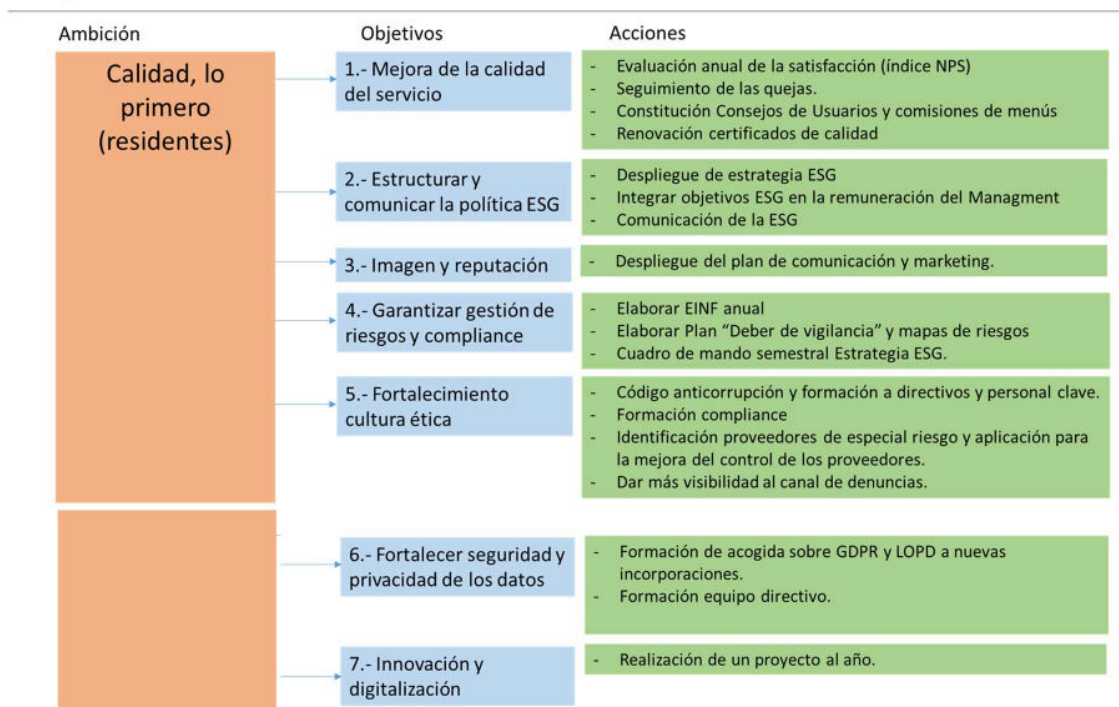 Ambición
Objetivos
Acciones
Calidad, lo
primero
(residentes)
1.- Mejora de la calidad
del servicio
- Evaluación anual de la satisfacción (índice NPS)
- Seguimiento de las quejas.
- Constitución Consejos de Usuarios y comisiones de menús
- Renovación certificados de calidad
2.- Estructurar y
comunicar la política ESG
- Despliegue de estrategia ESG
- Integrar objetivos ESG en la remuneración del Managment
- Comunicación de la ESG
3.- Imagen y reputación
- Despliegue del plan de comunicación y marketing.
4.- Garantizar gestión de
riesgos y compliance
- Elaborar EINF anual
- Elaborar Plan “Deber de vigilancia” y mapas de riesgos
- Cuadro de mando semestral Estrategia ESG.
5.- Fortalecimiento
cultura ética
- Código anticorrupción y formación a directivos y personal clave.
- Formación compliance
- Identificación proveedores de especial riesgo y aplicación para
la mejora del control de los proveedores.
- Dar más visibilidad al canal de denuncias.
6.- Fortalecer seguridad y
privacidad de los datos
- Formación de acogida sobre GDPR y LOPD a nuevas
incorporaciones.
- Formación equipo directivo.
7.- Innovación y
digitalización
- Realización de un proyecto al año.